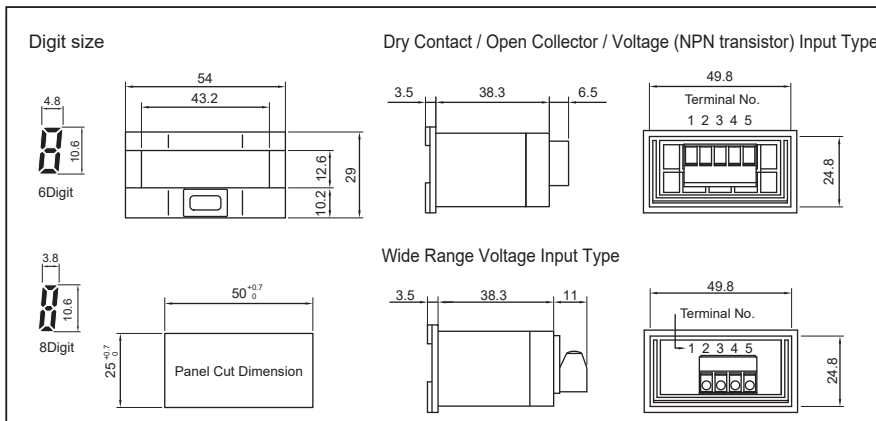 Digit size
Dry Contact / Open Collector / Voltage (NPN transistor) Input Type
4.8
10.6
6Digit
54
43.2
12.6
10.2
29
3.5
38.3
6.5
49.8
Terminal No.
1 2 3 4 5
24.8
Wide Range Voltage Input Type
3.8
10.6
8Digit
50 +0.7 0
25 +0.7 0
Panel Cut Dimension
3.5
38.3
11
49.8
Terminal No.
1 2 3 4 5
24.8